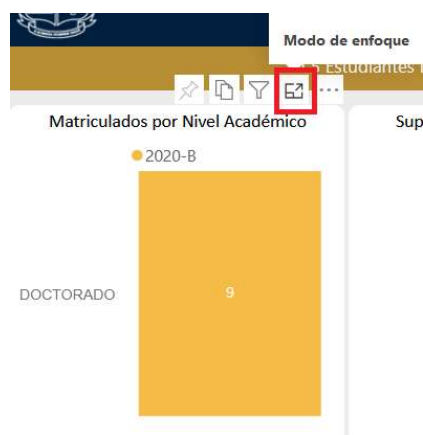 Modo de enfoque
Estudiantes
Matriculados por Nivel Académico
Sup
2020-B
DOCTORADO
9